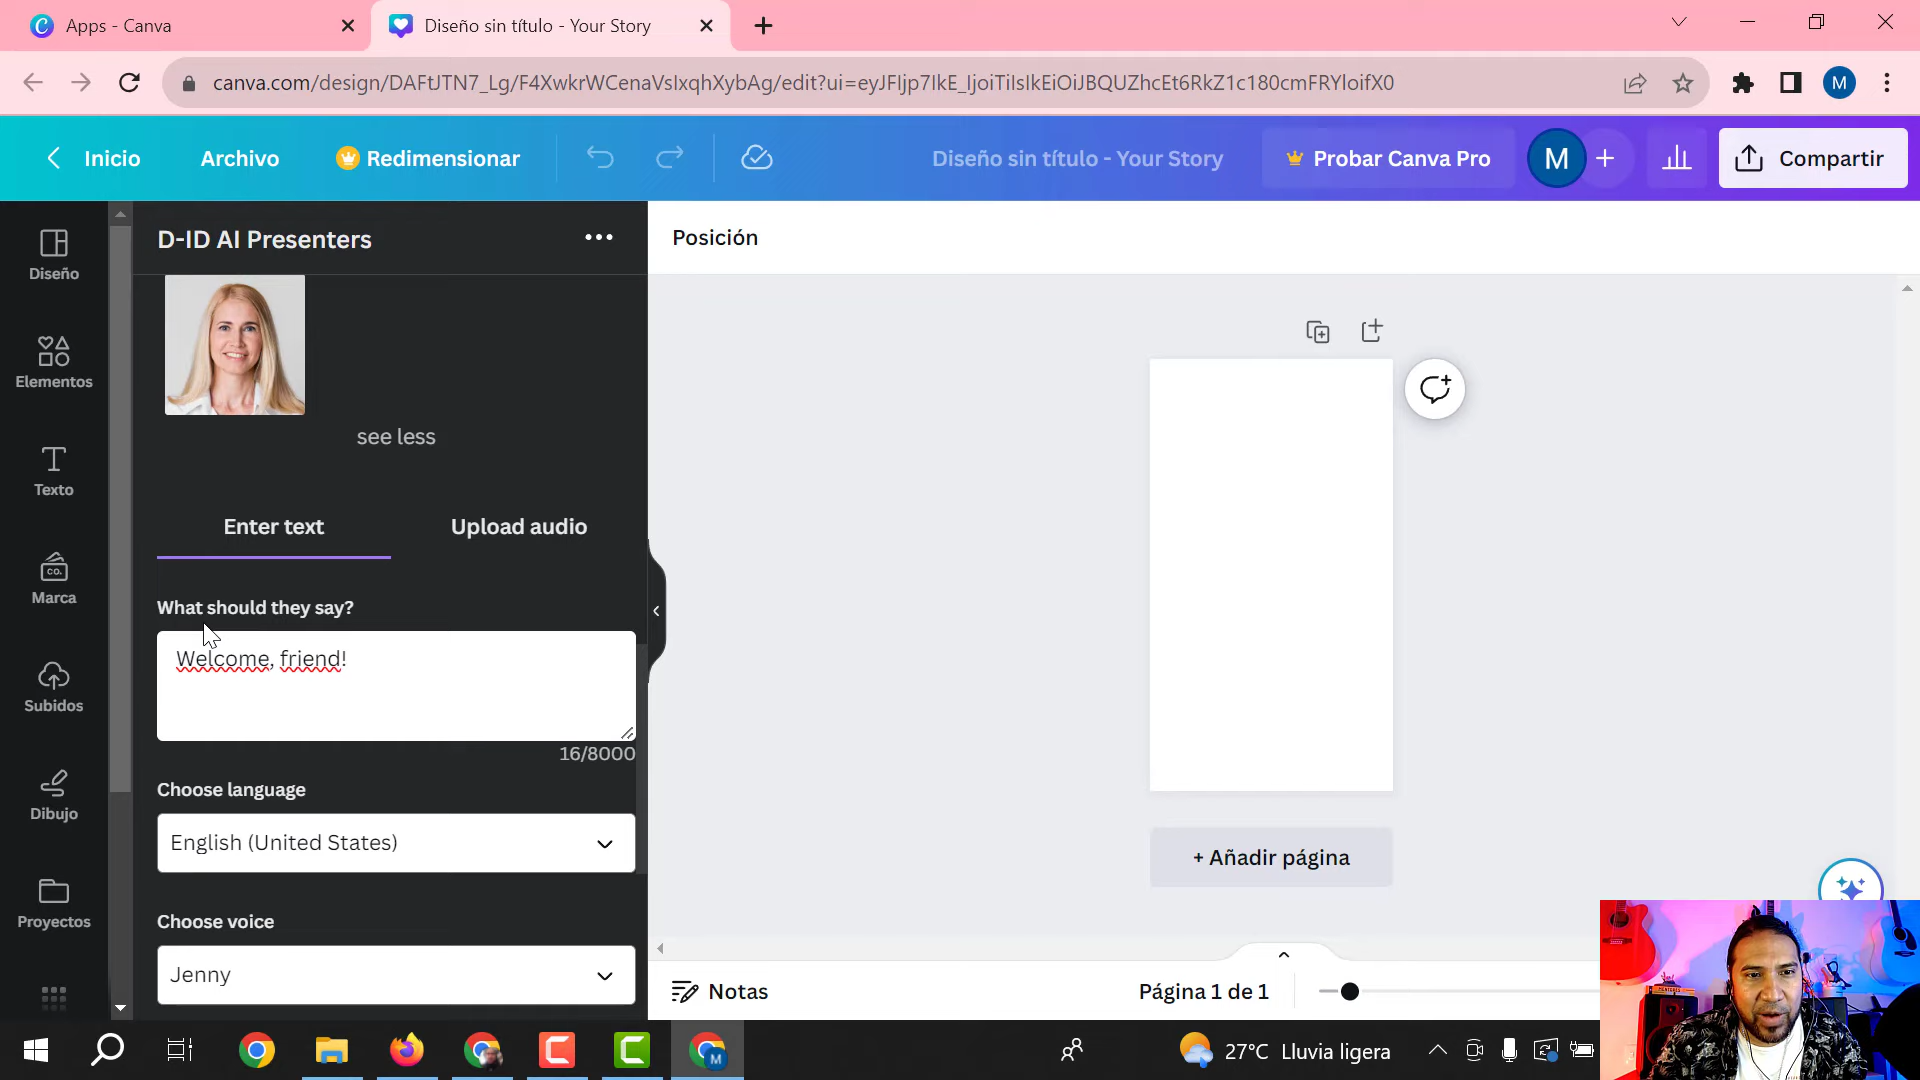 Apps - Canva
Diseño sin título - Your Story
canva.com/design/DAFtJTN7_Lg/F4XwkrWCenaVsIxqhXybAg/edit?ui=eyJFIjp7IkE_IjoiTiIsIkEiOiJBQUZhcEt6RkZ1c180cmFRYloifX0
M
Inicio
Archivo
Redimensionar
Diseño sin título - Your Story
Probar Canva Pro
M
Compartir
Diseño
Elementos
Texto
CO.
Marca
Subidos
Dibujo
Proyectos
D-ID AI Presenters
see less
Enter text
Upload audio
What should they say?
Welcome, friend!
16/8000
Choose language
English (United States)
Choose voice
Jenny
Posición
+ Añadir página
Notas
Página 1 de 1
M
27°C Lluvia ligera